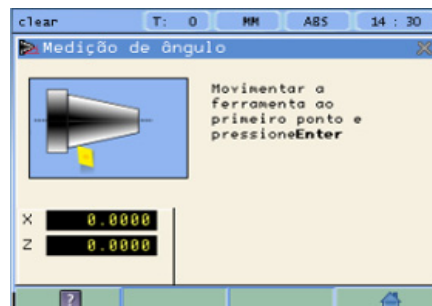 clear T: 0 MM ABS 14 : 30
Medição de ângulo
Movimentar a
ferramenta ao
primeiro ponto e
pressioneEnter
X 0.0000
Z 0.0000
?